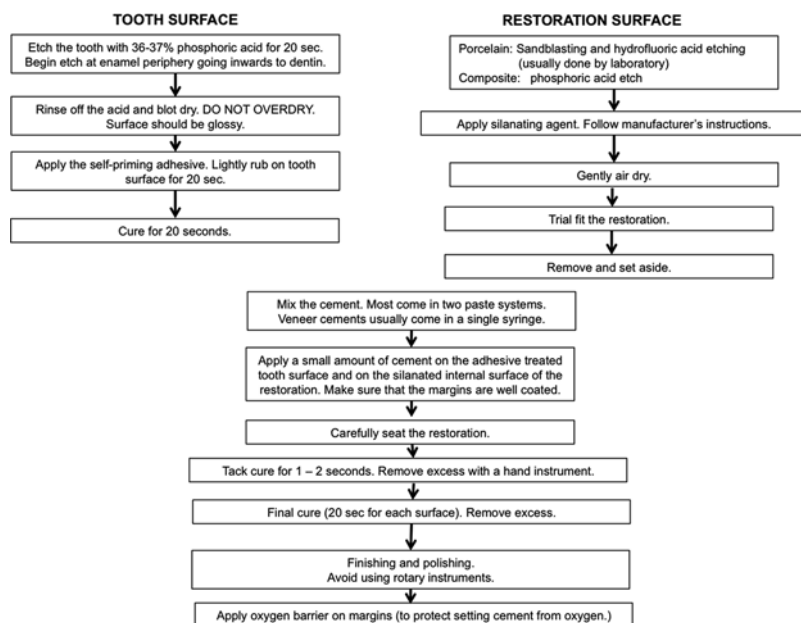 TOOTH SURFACE
Etch the tooth with 36-37% phosphoric acid for 20 sec.
Begin etch at enamel periphery going inwards to dentin.
Rinse off the acid and blot dry. DO NOT OVERDRY.
Surface should be glossy.
Apply the self-priming adhesive. Lightly rub on tooth
surface for 20 sec.
Cure for 20 seconds.
RESTORATION SURFACE
Porcelain: Sandblasting and hydrofluoric acid etching
(usually done by laboratory)
Composite: phosphoric acid etch
Apply silanating agent. Follow manufacturer's instructions.
Gently air dry.
Trial fit the restoration.
Remove and set aside.
Mix the cement. Most come in two paste systems.
Veneer cements usually come in a single syringe.
Apply a small amount of cement on the adhesive treated
tooth surface and on the silanated internal surface of the
restoration. Make sure that the margins are well coated.
Carefully seat the restoration.
Tack cure for 1 – 2 seconds. Remove excess with a hand instrument.
Final cure (20 sec for each surface). Remove excess.
Finishing and polishing.
Avoid using rotary instruments.
Apply oxygen barrier on margins (to protect setting cement from oxygen.)